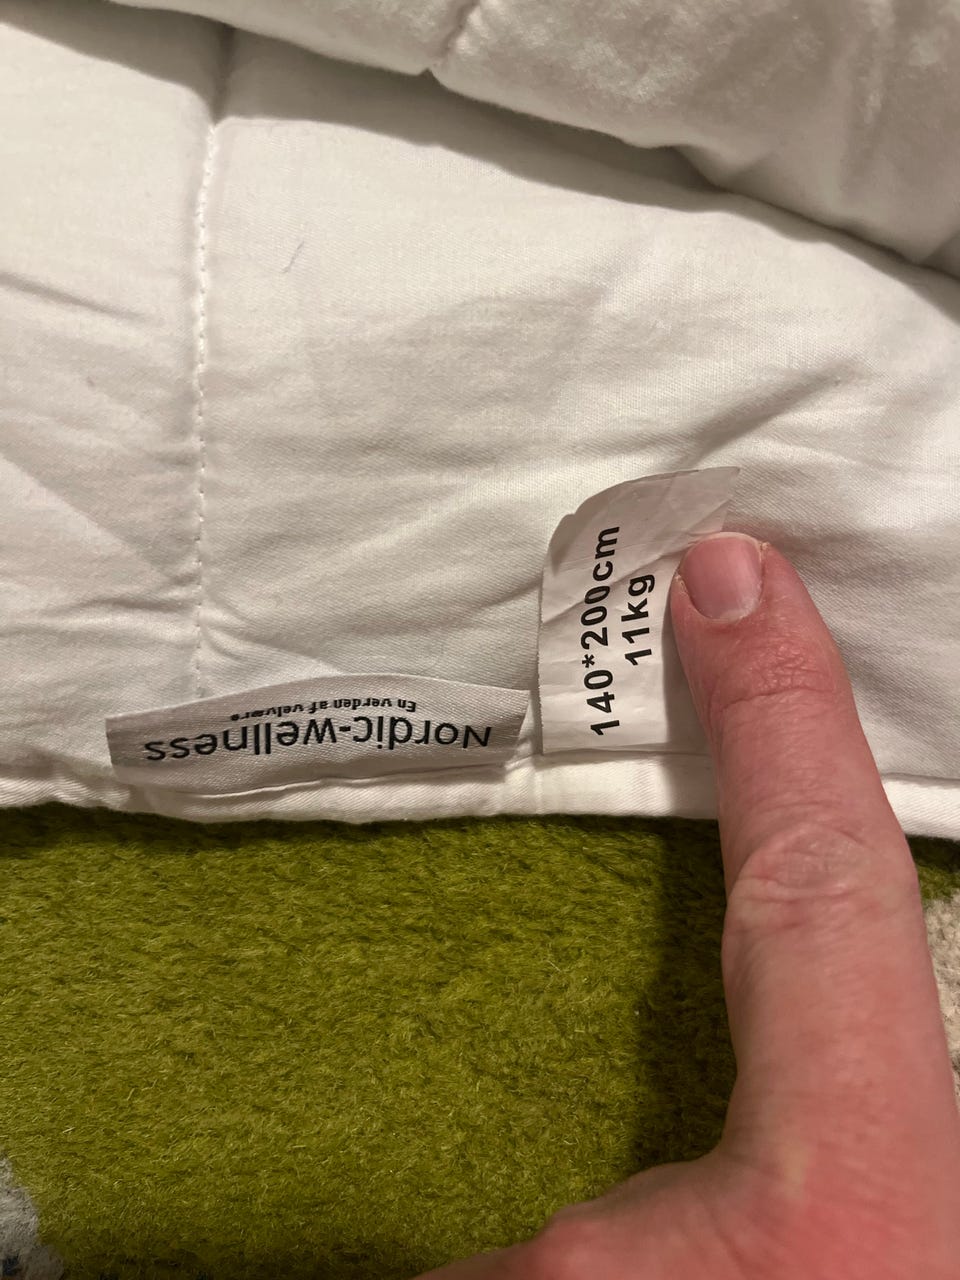 Nordic-wellness
En verden af velvære
140*200cm
11kg